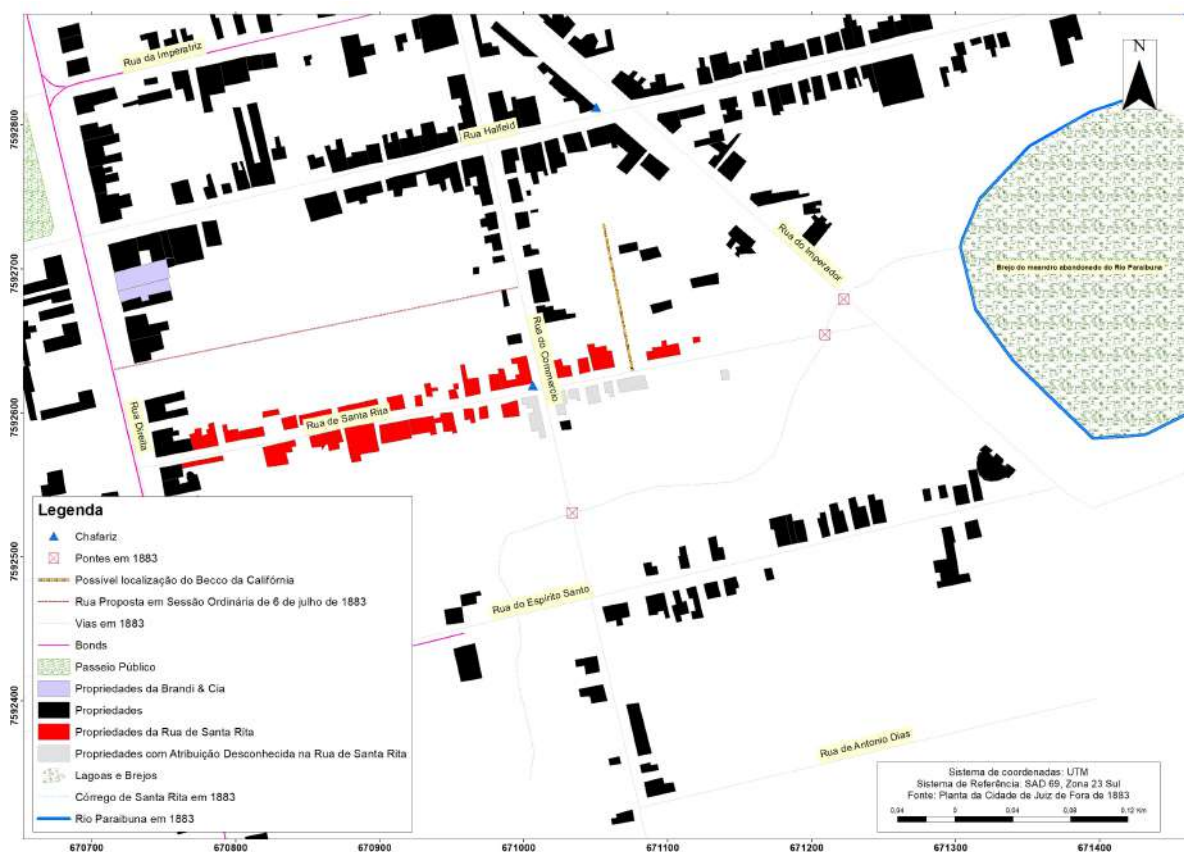 Rua da Imperatriz
N
Rua Halfeld
7592800
Rua do Imperador
Brejo do meandro abandonado do Rio Paraibuna
7592700
Rua do Commercio
7592600
Rua Direita
Rua de Santa Rita
Legenda
Chafariz
Pontes em 1883
Possível localização do Becco da Califórnia
Rua Proposta em Sessão Ordinária de 6 de julho de 1883
Vias em 1883
Bonds
Passeio Público
Propriedades da Brandi & Cia
Propriedades
Propriedades da Rua de Santa Rita
Propriedades com Atribuição Desconhecida na Rua de Santa Rita
Lagoas e Brejos
Córrego de Santa Rita em 1883
Rio Paraibuna em 1883
7592500
Rua do Espírito Santo
7592400
Rua de Antonio Dias
Sistema de coordenadas: UTM
Sistema de Referência: SAD 69, Zona 23 Sul
Fonte: Planta da Cidade de Juiz de Fora de 1883
0,04 0 0,04 0,08 0,12 Km
670700 670800 670900 671000 671100 671200 671300 671400